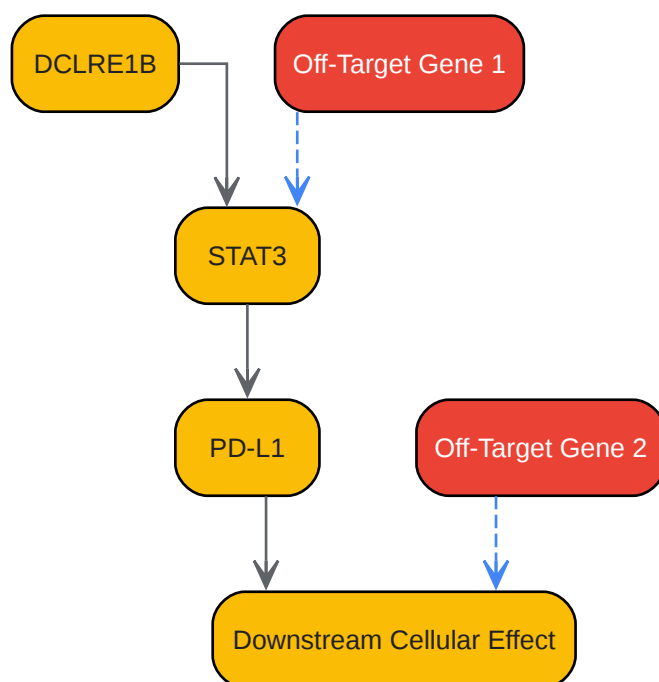 DCLRE1B
Off-Target Gene 1
STAT3
PD-L1
Off-Target Gene 2
Downstream Cellular Effect